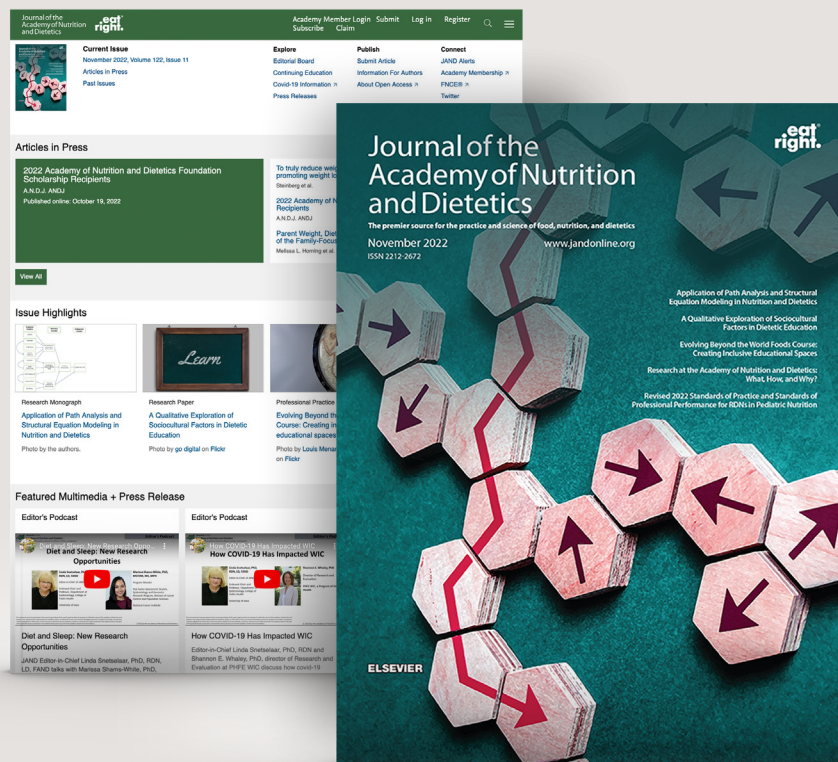 Journal of the
Academy of Nutrition
and Dietetics
eat
right.
Academy Member Login Submit Log in Register
Subscribe Claim
Current Issue
November 2022, Volume 122, Issue 11
Articles in Press
Past Issues
Explore
Editorial Board
Continuing Education
Covid-19 Information
Press Releases
Publish
Submit Article
Information For Authors
About Open Access
Connect
JAND Alerts
Academy Membership
FNCE®
Twitter
Articles in Press
2022 Academy of Nutrition and Dietetics Foundation
Scholarship Recipients
A.N.D.J. ANDJ
Published online: October 19, 2022
To truly reduce
promoting weight
Steinberg et al.
2022 Academy of
Recipients
A.N.D.J. ANDJ
Parent Weight,
of the
Melissa L. Horning et al.
View All
Issue Highlights
Learn
Research Monograph
Application of Path Analysis and
Structural Equation Modeling in
Nutrition and Dietetics
Photo by the authors.
Research Paper
A Qualitative Exploration of
Sociocultural Factors in Dietetic
Education
Photo by go digital on Flickr
Professional Practice
Evolving Beyond
Course: Creating
educational spaces
Photo by Louis
on Flickr
Featured Multimedia + Press Release
Editor's Podcast
Diet and Sleep: New Research
Opportunities
Diet and Sleep: New Research
Opportunities
JAND Editor-in-Chief Linda Snetselaar, PhD, RDN,
LD, FAND talks with Marissa Shams-White, PhD,
Editor's Podcast
How COVID-19 Has Impacted WIC
How COVID-19 Has Impacted WIC
How COVID-19 Has Impacted WIC
Editor-in-Chief Linda Snetselaar, PhD, RDN and
Shannon E. Whaley, PhD, director of Research and
Evaluation at PHFE WIC discuss how covid-19
Journal of the
Academy of Nutrition
and Dietetics
The premier source for the practice and science of food, nutrition, and dietetics
November 2022
www.jandonline.org
ISSN 2212-2672
eat
right.
Application of Path Analysis and Structural
Equation Modeling in Nutrition and Dietetics
A Qualitative Exploration of Sociocultural
Factors in Dietetic Education
Evolving Beyond the World Foods Course:
Creating Inclusive Educational Spaces
Research at the Academy of Nutrition and Dietetics:
What, How, and Why?
Revised 2022 Standards of Practice and Standards of
Professional Performance for RDNs in Pediatric Nutrition
ELSEVIER